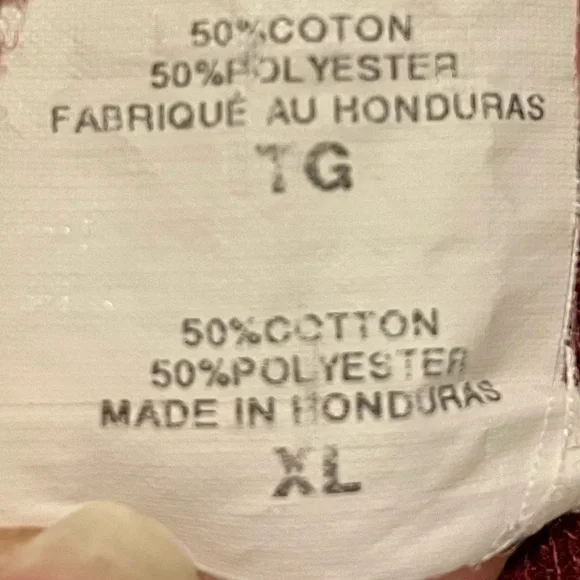 50%COTON
50%POLYESTER
FABRIQUÉ AU HONDURAS
TG
50%COTTON
50%POLYESTER
MADE IN HONDURAS
XL